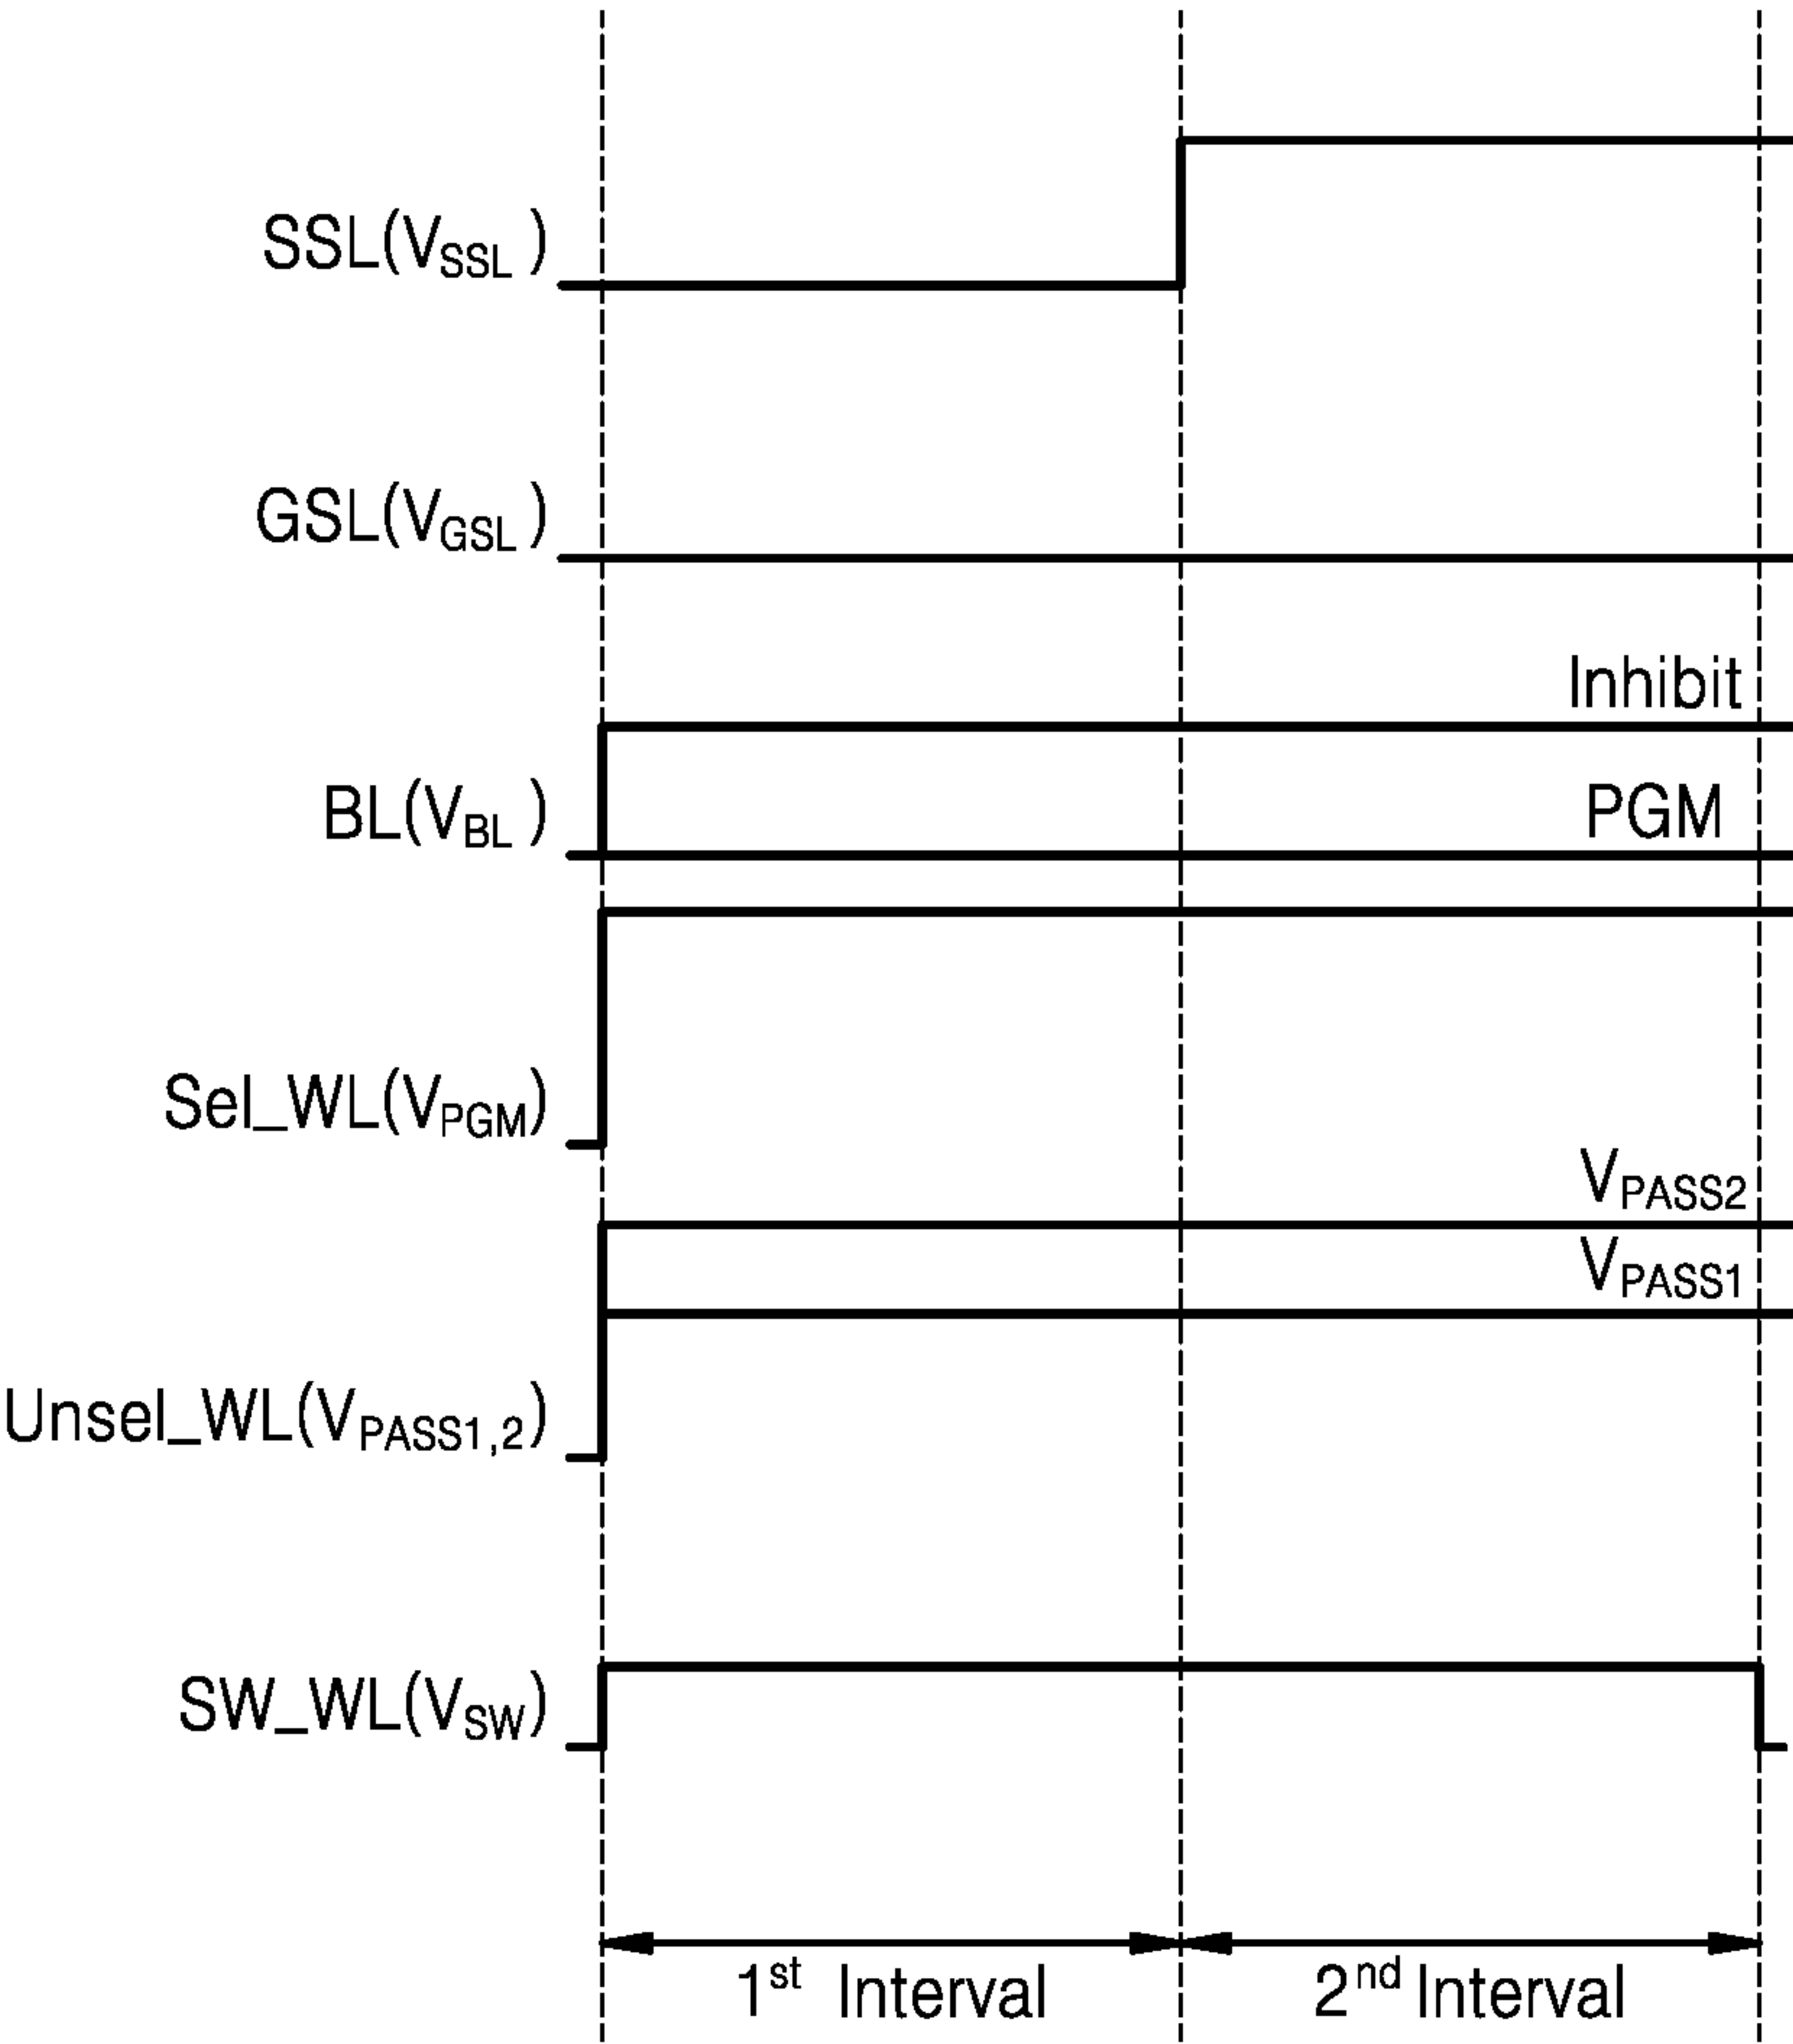 SSL(VSSL )
GSL(VGSL )
Inhibit
BL(VBL )
PGM
Sel_WL(VPGM)
VPASS2
VPASS1
Unsel_WL(VPASS1,2)
SW_WL(VSW)
1st Interval
2nd Interval